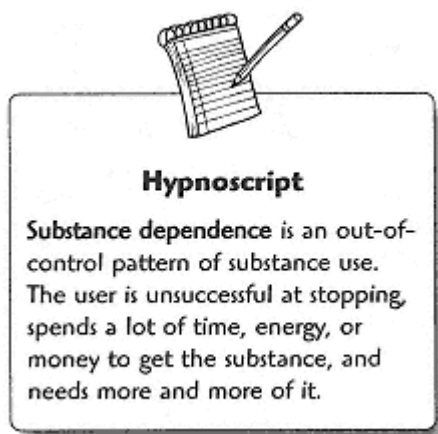 Hypnoscript
Substance dependence is an out-of-
control pattern of substance use.
The user is unsuccessful at stopping,
spends a lot of time, energy, or
money to get the substance, and
needs more and more of it.